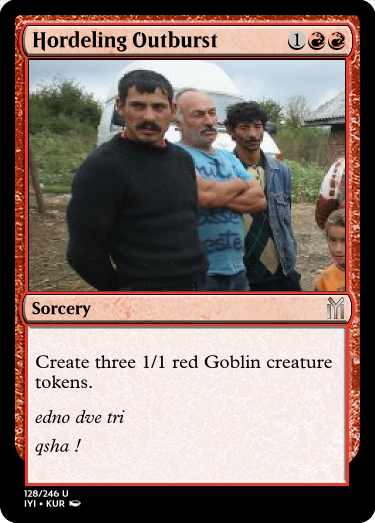 Hordeling Outburst
1
Sorcery
Create three 1/1 red Goblin creature
tokens.
edno dve tri
qsha !
128/246 U
IYI • KUR